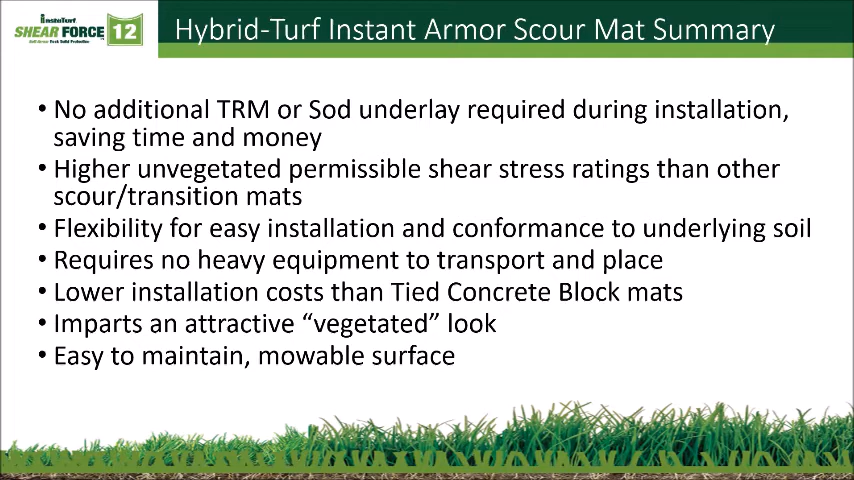 InstaTurf
SHEAR FORCE 12
Hybrid-Turf Instant Armor Scour Mat Summary
• No additional TRM or Sod underlay required during installation,
saving time and money
• Higher unvegetated permissible shear stress ratings than other
scour/transition mats
• Flexibility for easy installation and conformance to underlying soil
• Requires no heavy equipment to transport and place
• Lower installation costs than Tied Concrete Block mats
• Imparts an attractive “vegetated” look
• Easy to maintain, mowable surface